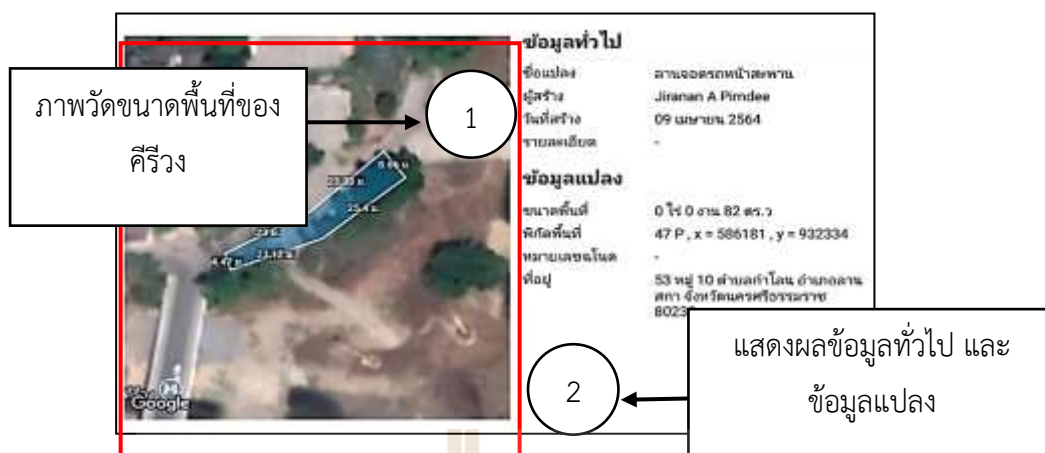 ภาพวัดขนาดพื้นที่ของ
คีรีวง
1
ข้อมูลทั่วไป
ชื่อแปลง ลานจอดรถหน้าสะพาน
ผู้สร้าง Jiranan A Pimdee
วันที่สร้าง 09 เมษายน 2564
รายละเอียด -
ข้อมูลแปลง
ขนาดพื้นที่ 0 ไร่ 0 งาน 82 ตร.ว
พิกัดพื้นที่ 47 P , x = 586181 , y = 932334
หมายเลขโฉนด -
ที่อยู่ 53 หมู่ 10 ตำบลกำโลน อำเภอลาน
สกา จังหวัดนครศรีธรรมราช
8023
25.4 ม.
Google
2
แสดงผลข้อมูลทั่วไป และ
ข้อมูลแปลง